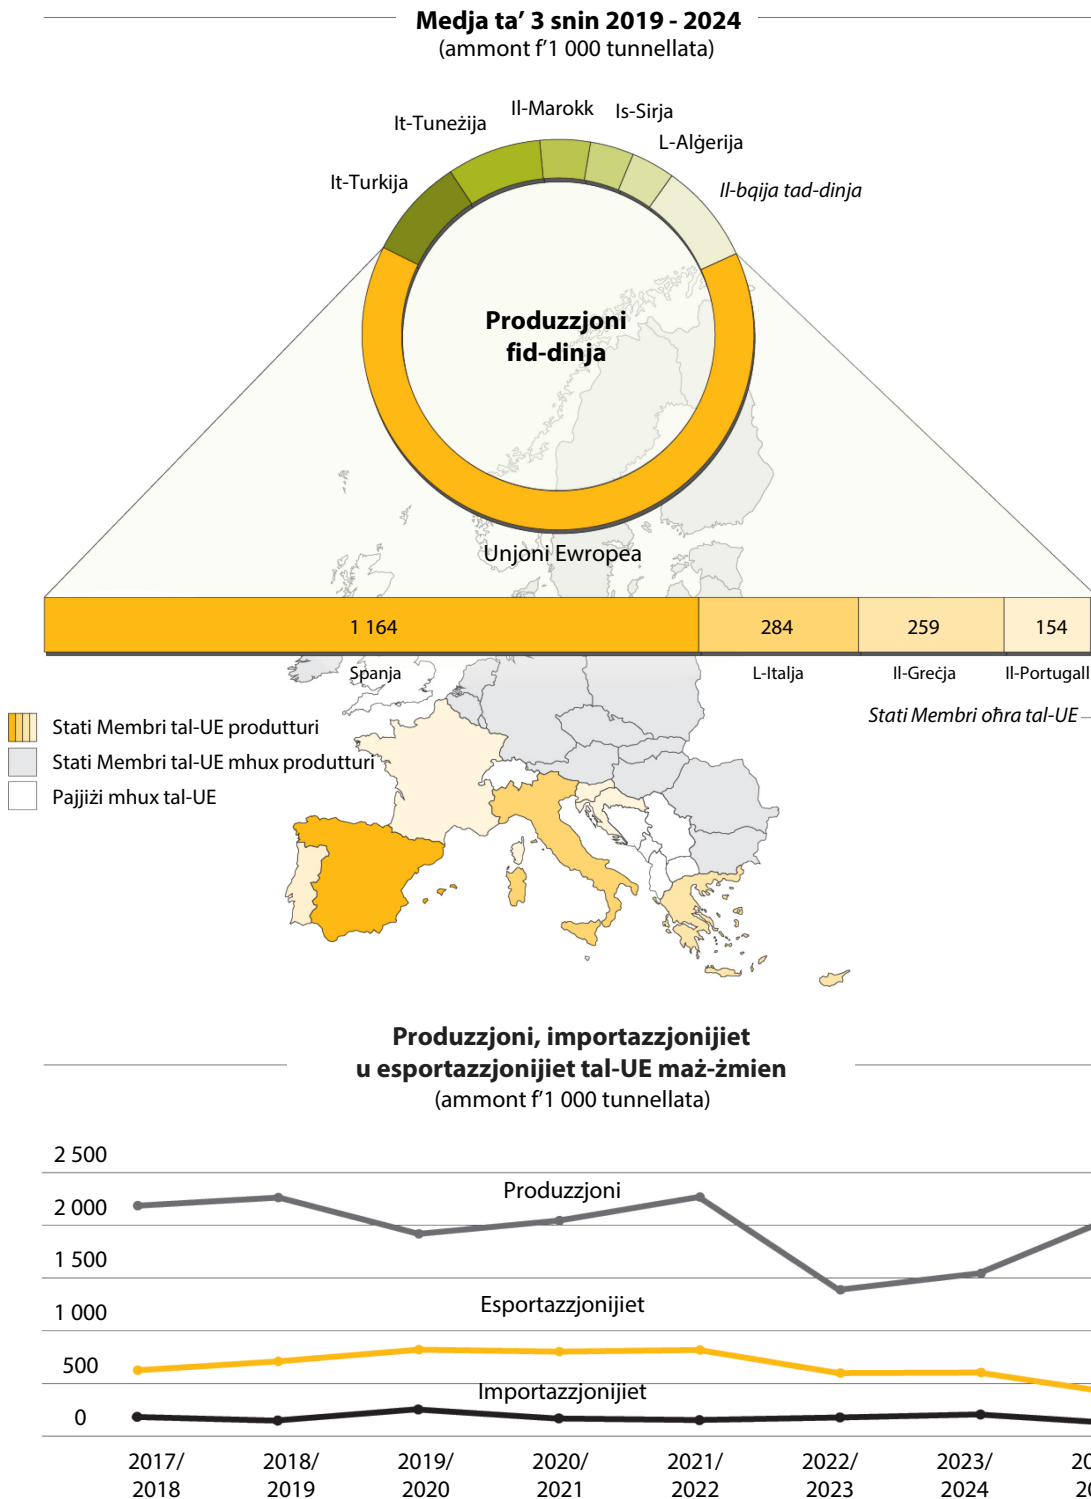 Medja ta’ 3 snin 2019 - 2024
(ammont f’1 000 tunnellata)
Il-Marokk
Is-Sirja
It-Tuneżija
L-Alġerija
It-Turkija
Il-bqija tad-dinja
Produzzjoni
fid-dinja
Unjoni Ewropea
1 164
284
259
154
Spanja
L-Italja
Il-Greċja
Il-Portugall
Stati Membri oħra tal-UE
Stati Membri tal-UE produtturi
Stati Membri tal-UE mhux produtturi
Pajjiżi mhux tal-UE
Produzzjoni, importazzjonijiet
u esportazzjonijiet tal-UE maż-żmien
(ammont f’1 000 tunnellata)
2 500
2 000
1 500
1 000
500
0
Produzzjoni
Esportazzjonijiet
Importazzjonijiet
2017/
2018
2018/
2019
2019/
2020
2020/
2021
2021/
2022
2022/
2023
2023/
2024